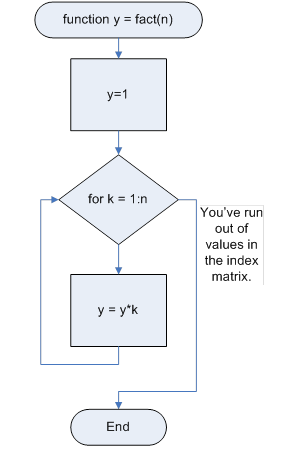 function y = fact(n)
y=1
for k = 1:n
You've run
out of
values in
the index
matrix.
y = y*k
End